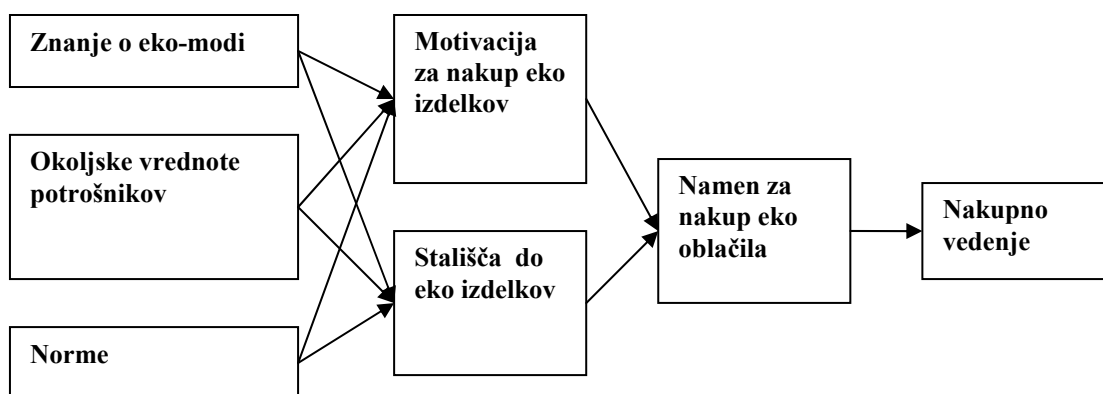 Znanje o eko-modi
Okoljske vrednote
potrošnikov
Norme
Motivacija
za nakup eko
izdelkov
Stališča  do
eko izdelkov
Namen za
nakup eko
oblačila
Nakupno
vedenje